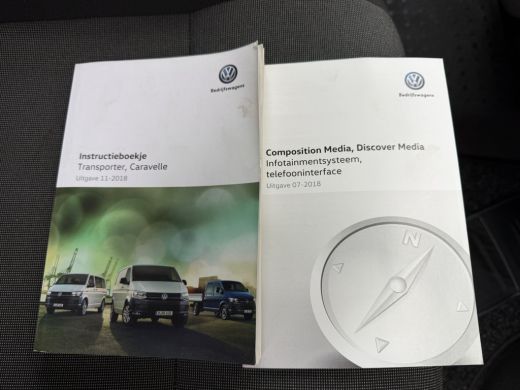 Bedrijfswagens
Instructieboekje
Transporter, Caravelle
Uitgave 11-2018
Bedrijfswagens
Composition Media, Discover Media
Infotainmentsysteem,
telefooninterface
Uitgave 07-2018
N